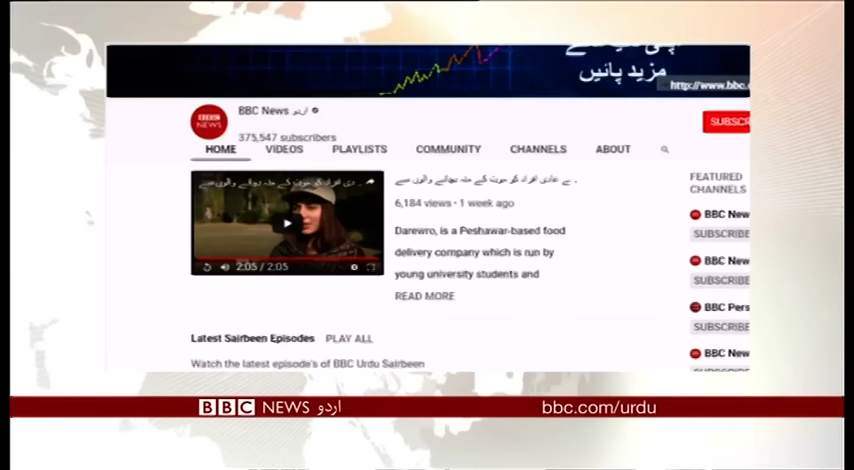 مزید پائیں
http://www.bbc.
BBC NEWS
BBC News اردو
375,547 subscribers
HOME VIDEOS PLAYLISTS COMMUNITY CHANNELS ABOUT
SUBSCR
6,184 views · 1 week ago
Darewro, is a Peshawar-based food
delivery company which is run by
young university students and
READ MORE
2:05 / 2:05
FEATURED
CHANNELS
BBC New
SUBSCRIBE
BBC New
SUBSCRIBE
BBC Pers
SUBSCRIBE
BBC New
Latest Sairbeen Episodes PLAY ALL
Watch the latest episode's of BBC Urdu Sairbeen
BBC NEWS اردو
bbc.com/urdu